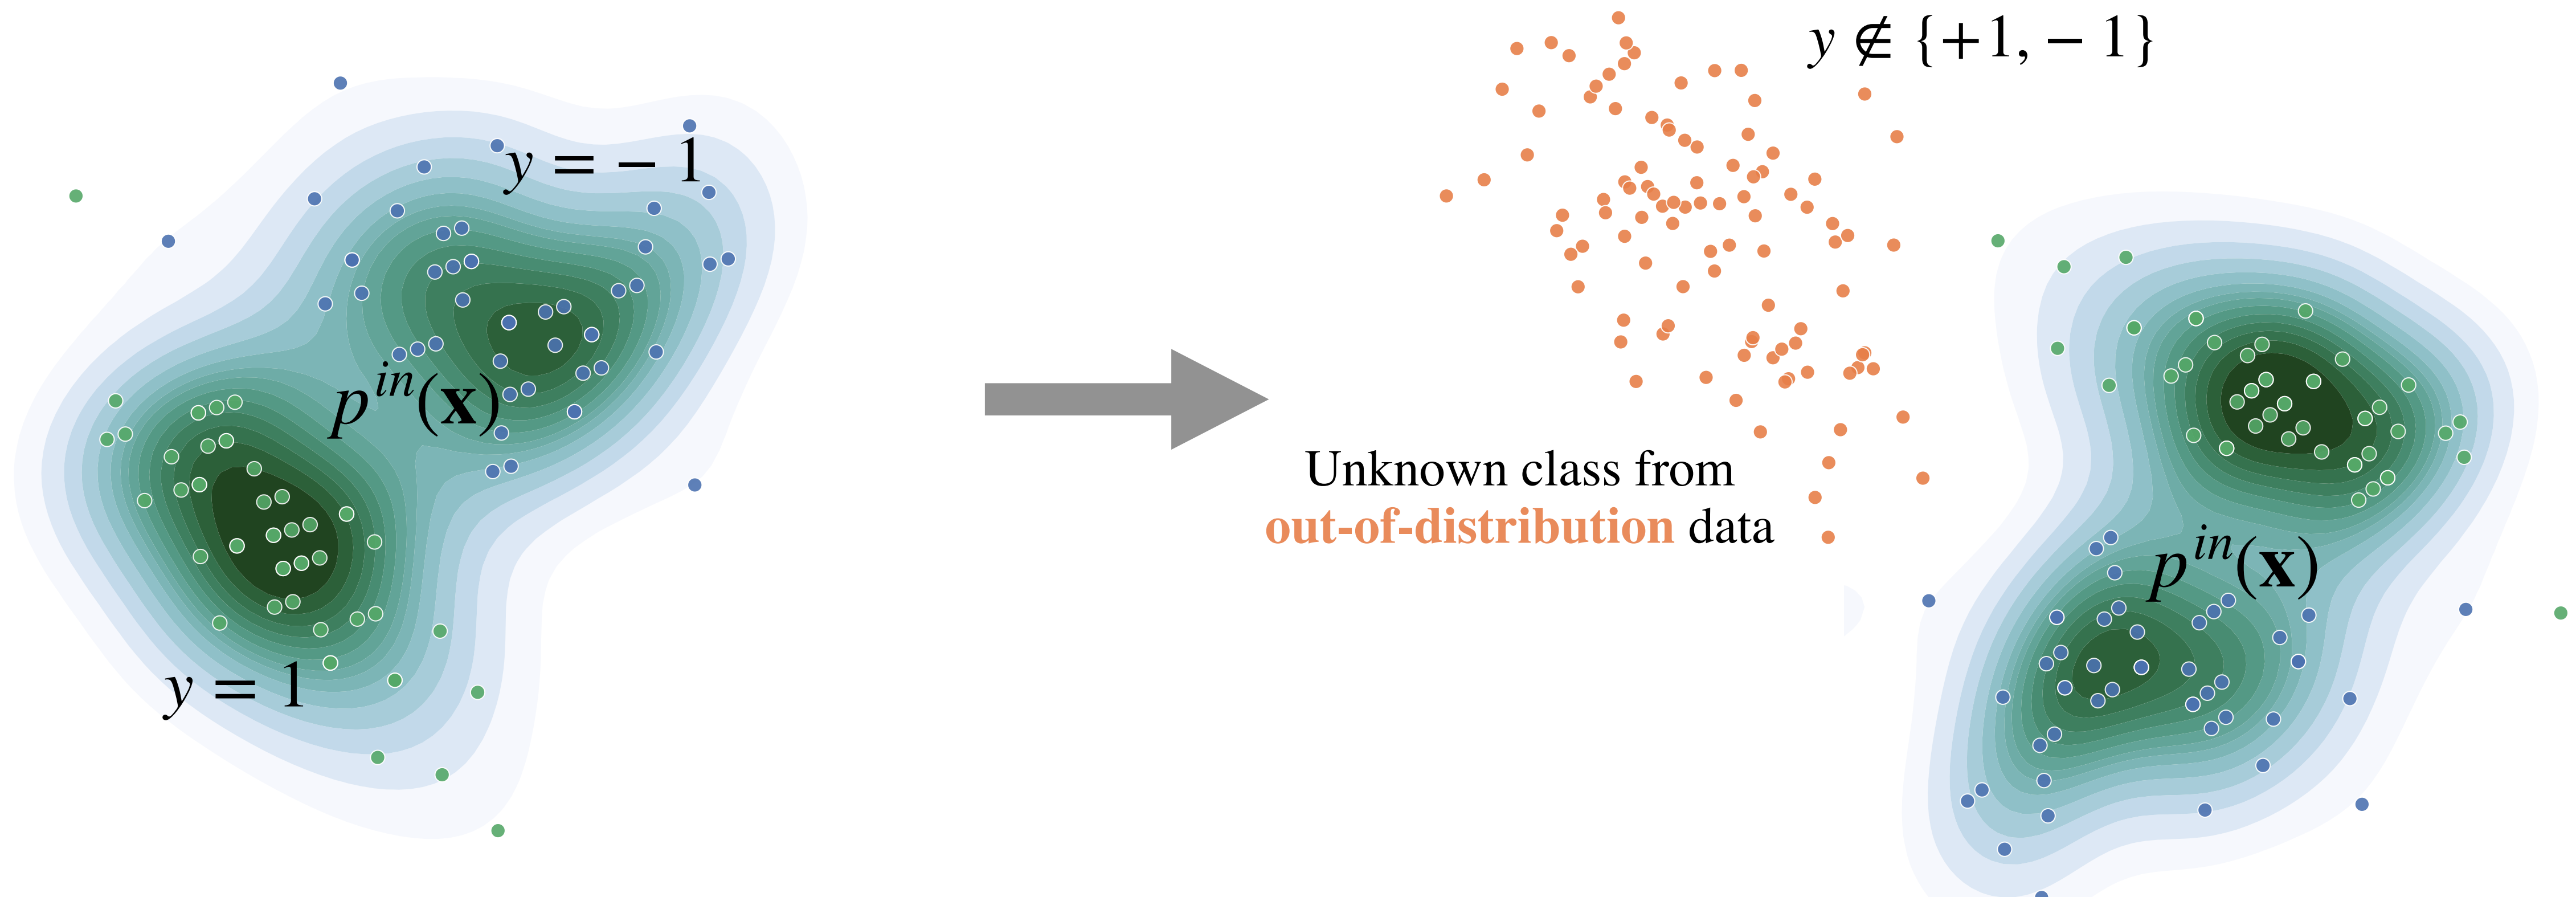 y = − 1
p^{in}(𝐱)
y = 1
y ∉ {+1, − 1}
Unknown class from
out-of-distribution data
p^{in}(𝐱)